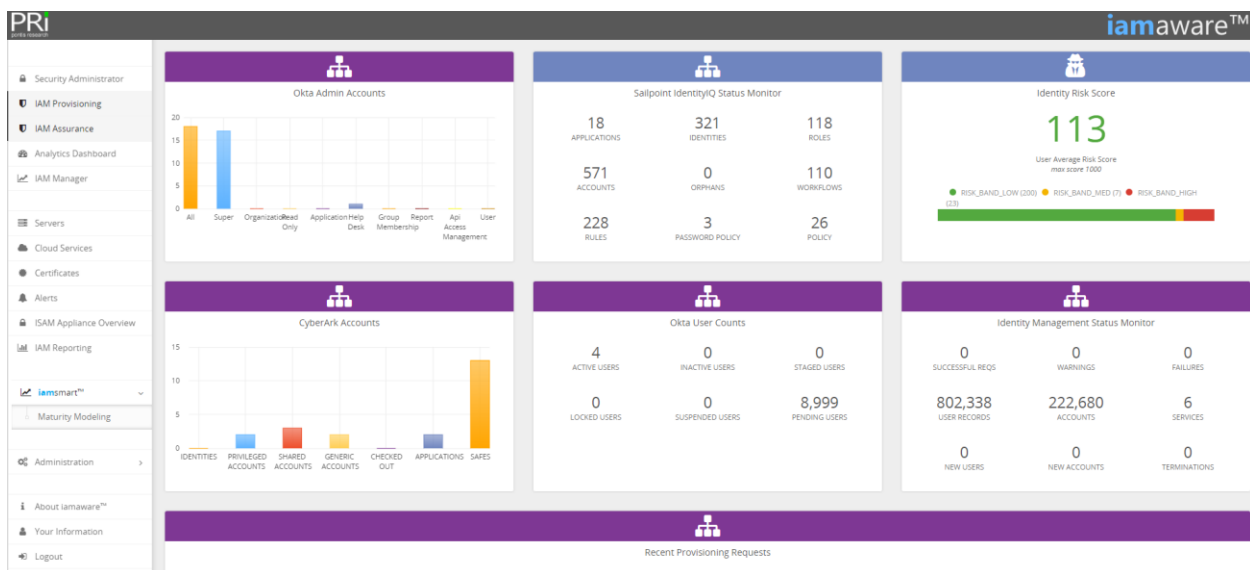 PRi
iamaware™
Security Administrator
IAM Provisioning
IAM Assurance
Analytics Dashboard
IAM Manager
Servers
Cloud Services
Certificates
Alerts
ISAM Appliance Overview
IAM Reporting
iamsmart™
Maturity Modeling
Administration
About iamaware™
Your Information
Logout
Okta Admin Accounts
20
15
10
5
0
All Super Organization Read Only Application Help Desk Group Membership Report Api Access Management User
Sailpoint IdentityIQ Status Monitor
18 321 118
APPLICATIONS IDENTITIES ROLES
571 0 110
ACCOUNTS ORPHANS WORKFLOWS
228 3 26
RULES PASSWORD POLICY POLICY
Identity Risk Score
113
User Average Risk Score
max score 1000
RISK_BAND_LOW (200) RISK_BAND_MED (7) RISK_BAND_HIGH
(23)
CyberArk Accounts
15
10
5
0
IDENTITIES PRIVILEGED ACCOUNTS SHARED ACCOUNTS GENERIC ACCOUNTS CHECKED OUT APPLICATIONS SAFES
Okta User Counts
4 0 0
ACTIVE USERS INACTIVE USERS STAGED USERS
0 0 8,999
LOCKED USERS SUSPENDED USERS PENDING USERS
Identity Management Status Monitor
0 0 0
SUCCESSFUL REQS WARNINGS FAILURES
802,338 222,680 6
USER RECORDS ACCOUNTS SERVICES
0 0 0
NEW USERS NEW ACCOUNTS TERMINATIONS
Recent Provisioning Requests